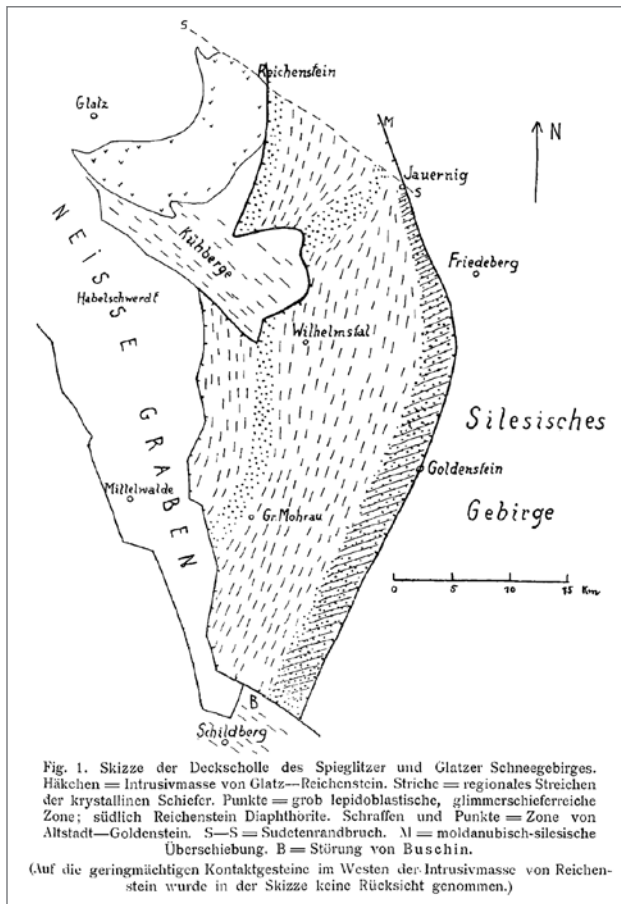 S
Reichenstein
Glatz
M
N
Jauernig
S
Kühberge
Friedeberg
NEISSE GRABEN
Habelschwerdt
Wilhelmstal
Silesisches
Goldenstein
Mittelwalde
Gebirge
Gr. Mohrau
0 5 10 15 Km
B
Schildberg
Fig. 1. Skizze der Deckscholle des Spieglitzer und Glatzer Schneegebirges.
Häkchen = Intrusivmasse von Glatz—Reichenstein. Striche = regionales Streichen
der krystallinen Schiefer. Punkte = grob lepidoblastische, glimmerschieferreiche
Zone; südlich Reichenstein Diaphthorite. Schraffen und Punkte = Zone von
Altstadt—Goldenstein. S—S = Sudetenrandbruch. M = moldanubisch-silesische
Überschiebung. B = Störung von Buschin.
(Auf die geringmächtigen Kontaktgesteine im Westen der Intrusivmasse von Reichen-
stein wurde in der Skizze keine Rücksicht genommen.)